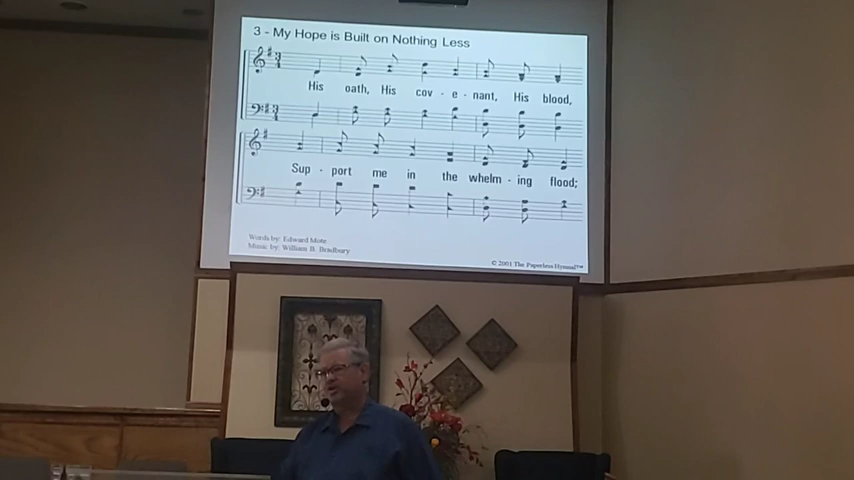 3 - My Hope is Built on Nothing Less
His oath, His cov - e - nant, His blood,
Sup - port me in the whelm - ing flood;
Words by: Edward Mote
Music by: William B. Bradbury
© 2001 The Paperless Hymnal™